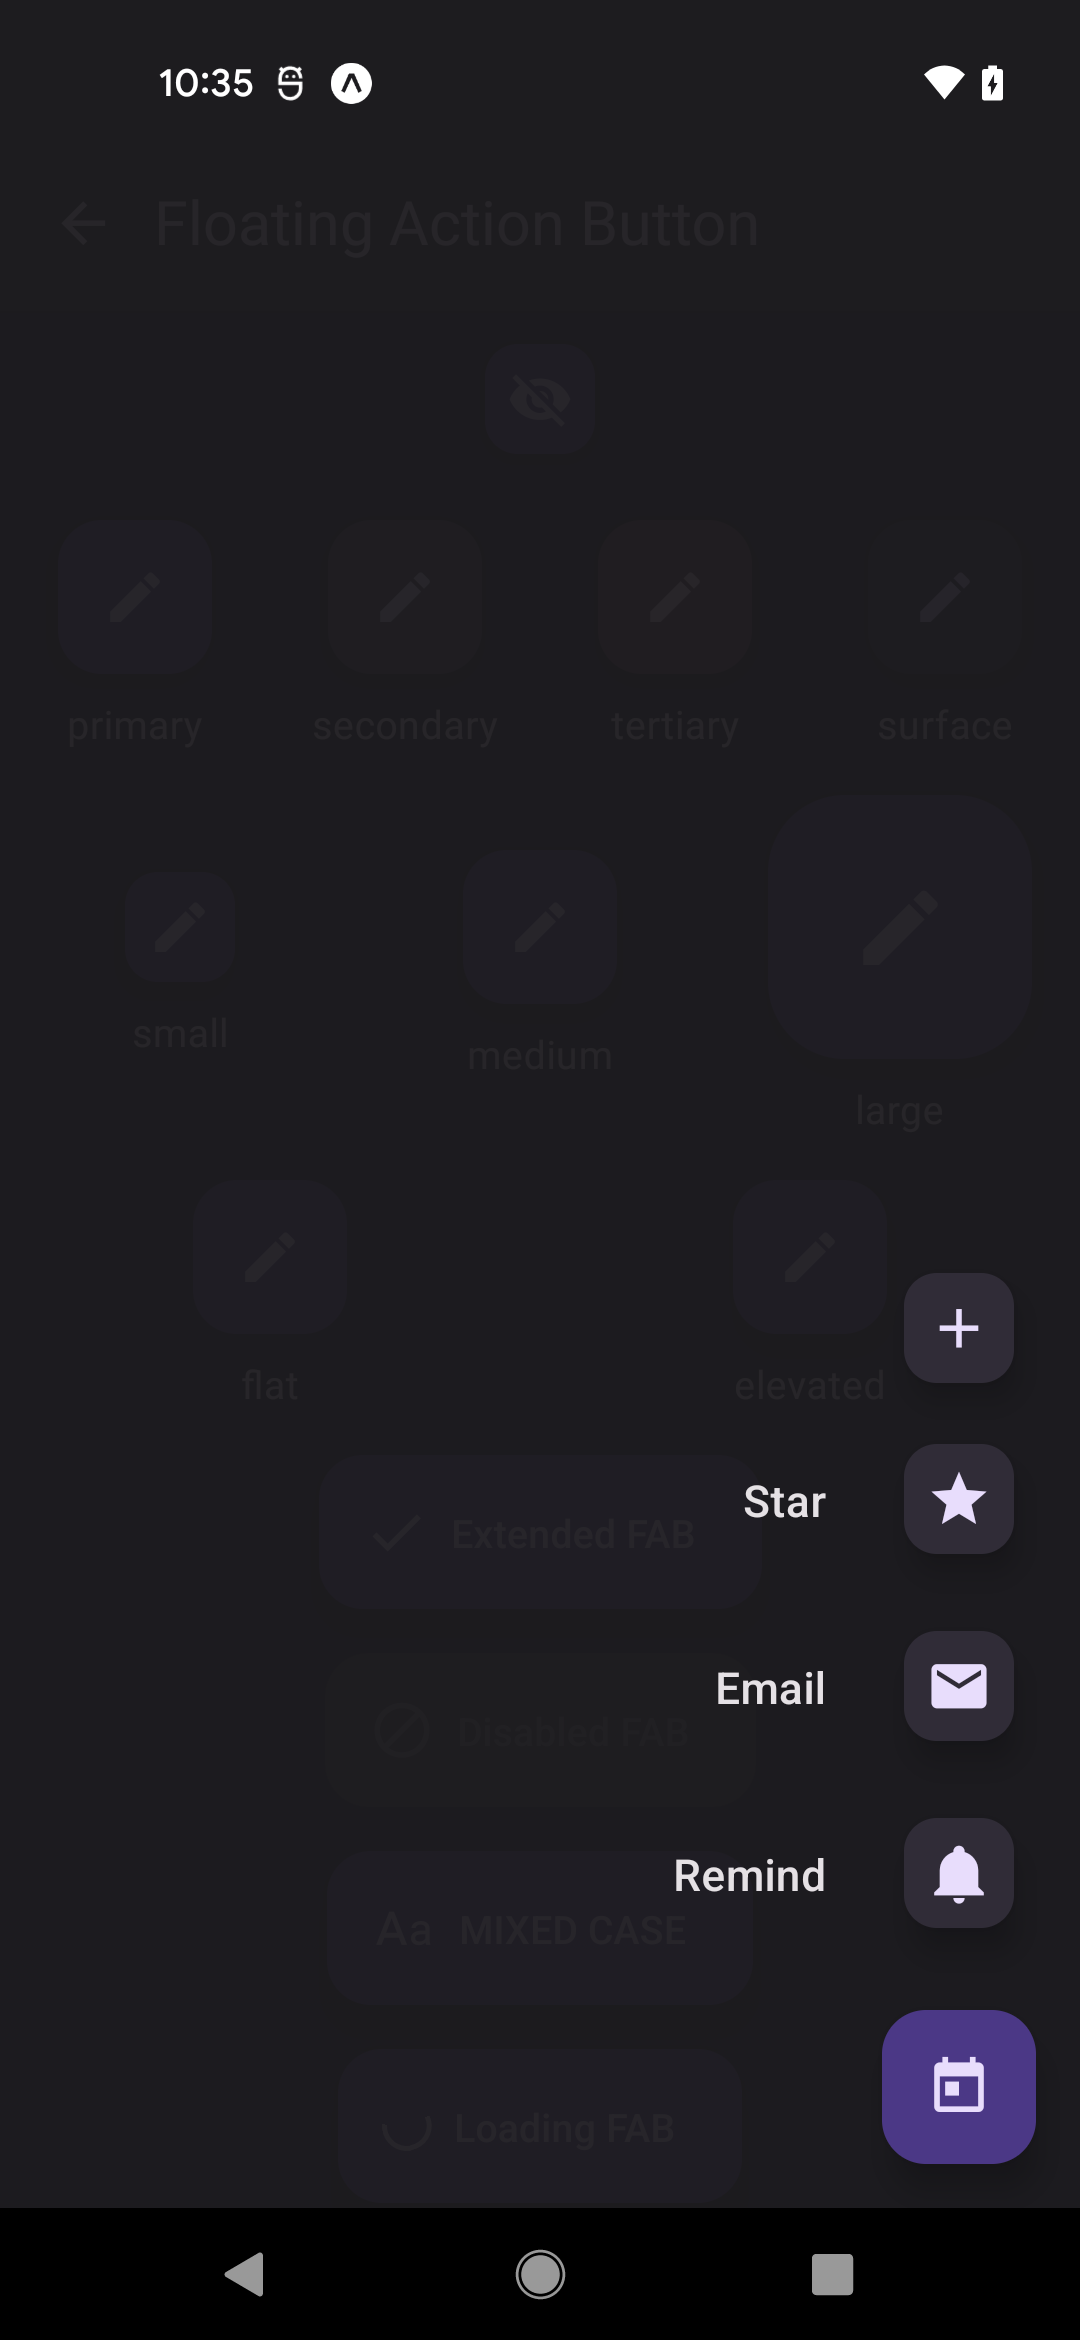 10:35
Floating Action Button
primary secondary tertiary surface
small medium large
flat elevated
Star
Extended FAB
Email
Disabled FAB
Remind
Aa MIXED CASE
Loading FAB